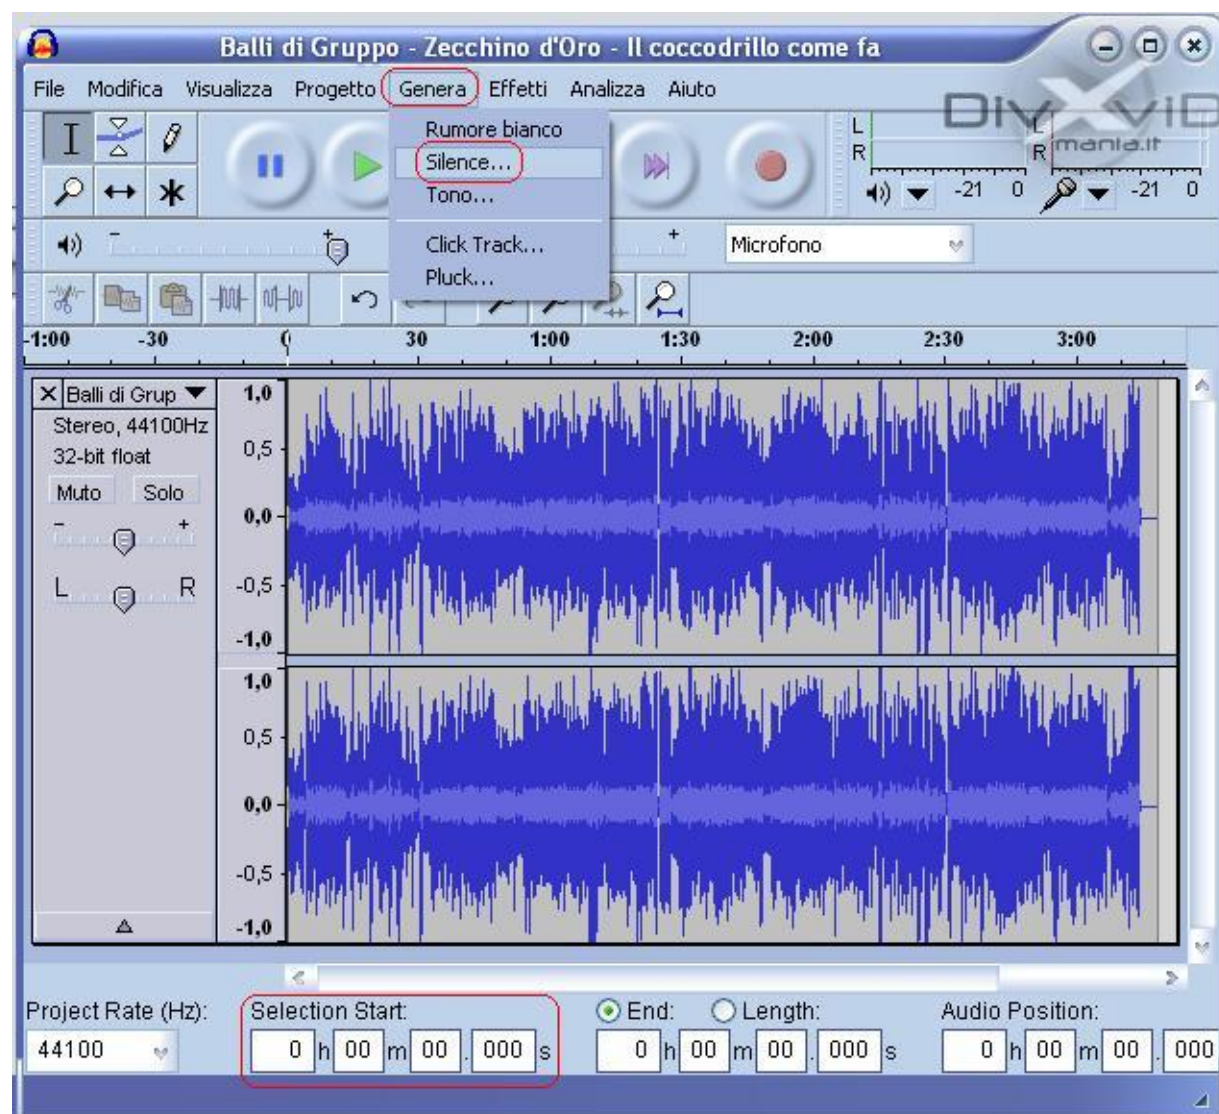 Balli di Gruppo - Zecchino d'Oro - Il coccodrillo come fa
File Modifica Visualizza Progetto Genera Effetti Analizza Aiuto
DivXviD
mania.it
Rumore bianco
Silence...
Tono...
Click Track...
Pluck...
L
R
-21 0
L
R
-21 0
- +
+
Microfono
-1:00 -30 0 30 1:00 1:30 2:00 2:30 3:00
Balli di Grup
Stereo, 44100Hz
32-bit float
Muto Solo
- +
L R
1,0
0,5
0,0
-0,5
-1,0
1,0
0,5
0,0
-0,5
-1,0
Project Rate (Hz): Selection Start: End: Length: Audio Position:
44100 0 h 00 m 00 . 000 s 0 h 00 m 00 . 000 s 0 h 00 m 00 . 000